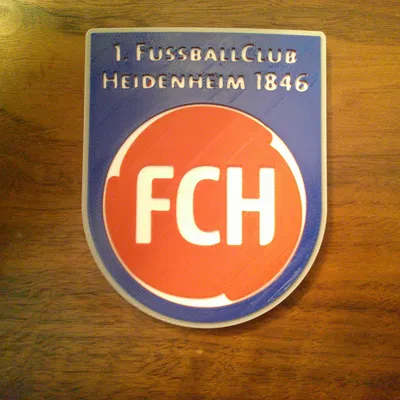 1. FUSSBALLCLUB
HEIDENHEIM 1846
FCH